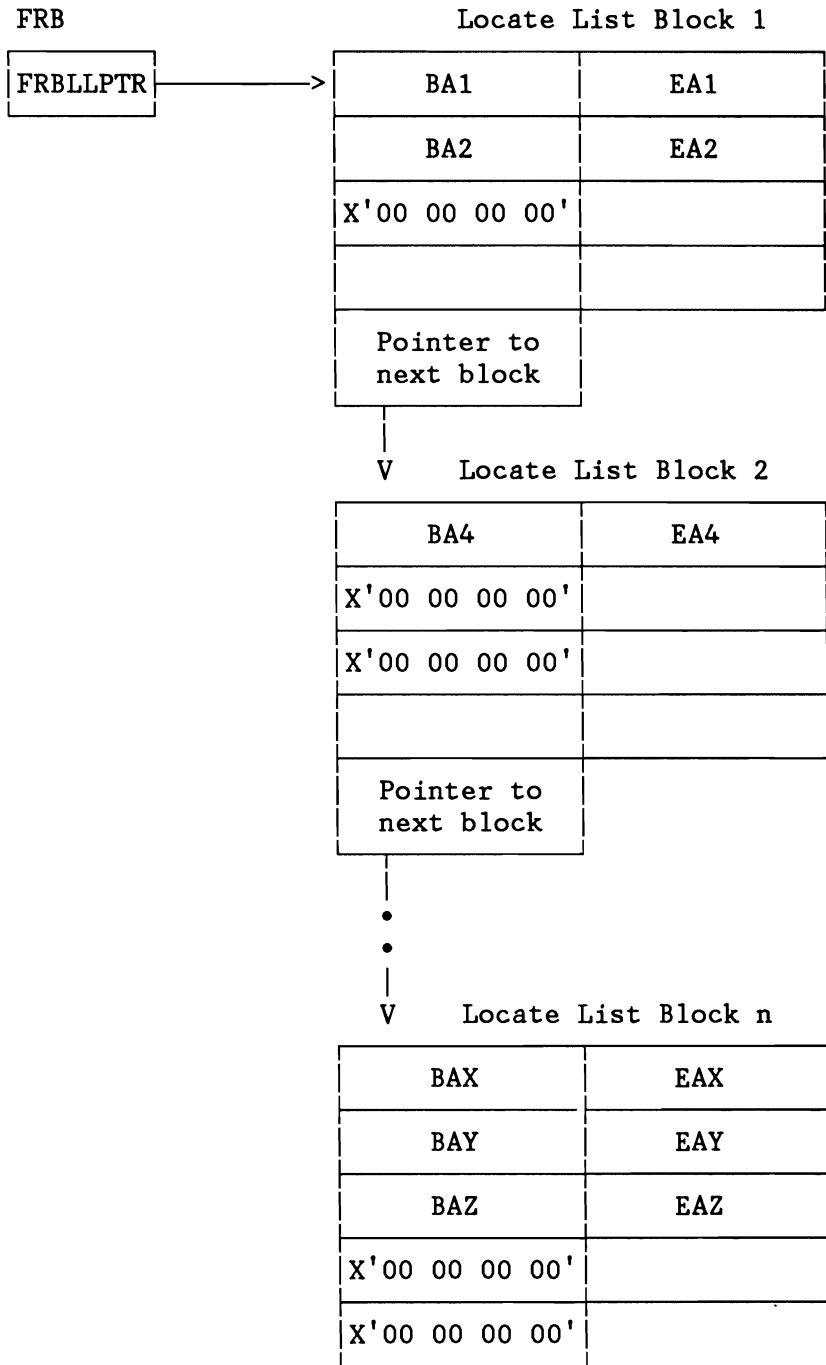 FRB Locate List Block 1
FRBLLPTR > BA1 EA1
BA2 EA2
X'00 00 00 00'
Pointer to
next block
V Locate List Block 2
BA4 EA4
X'00 00 00 00'
X'00 00 00 00'
Pointer to
next block
V Locate List Block n
BAX EAX
BAY EAY
BAZ EAZ
X'00 00 00 00'
X'00 00 00 00'